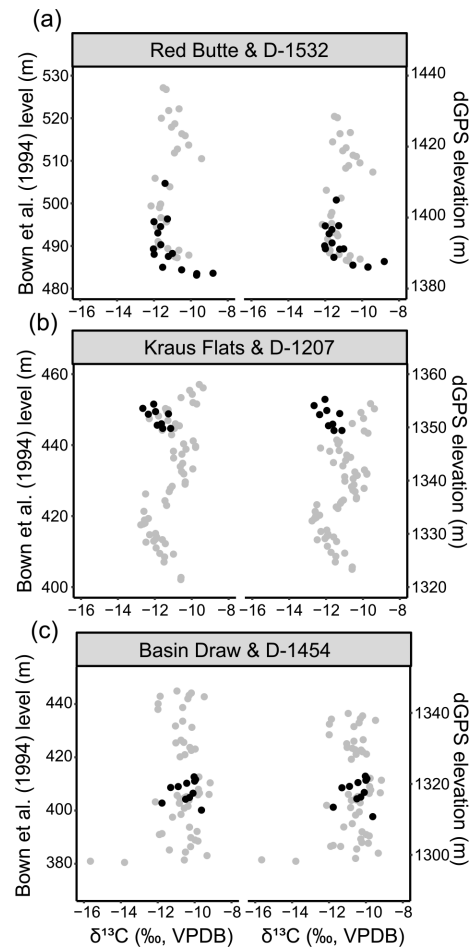 (a)
Red Butte & D-1532
Bown et al. (1994) level (m)
530
520
510
500
490
480
1440
1420
1400
1380
dGPS elevation (m)
−16 −14 −12 −10 −8 −16 −14 −12 −10 −8
(b)
Kraus Flats & D-1207
Bown et al. (1994) level (m)
460
440
420
400
1360
1350
1340
1330
1320
dGPS elevation (m)
−16 −14 −12 −10 −8 −16 −14 −12 −10 −8
(c)
Basin Draw & D-1454
Bown et al. (1994) level (m)
440
420
400
380
1340
1320
1300
dGPS elevation (m)
−16 −14 −12 −10 −8 −16 −14 −12 −10 −8
δ¹³C (‰, VPDB) δ¹³C (‰, VPDB)